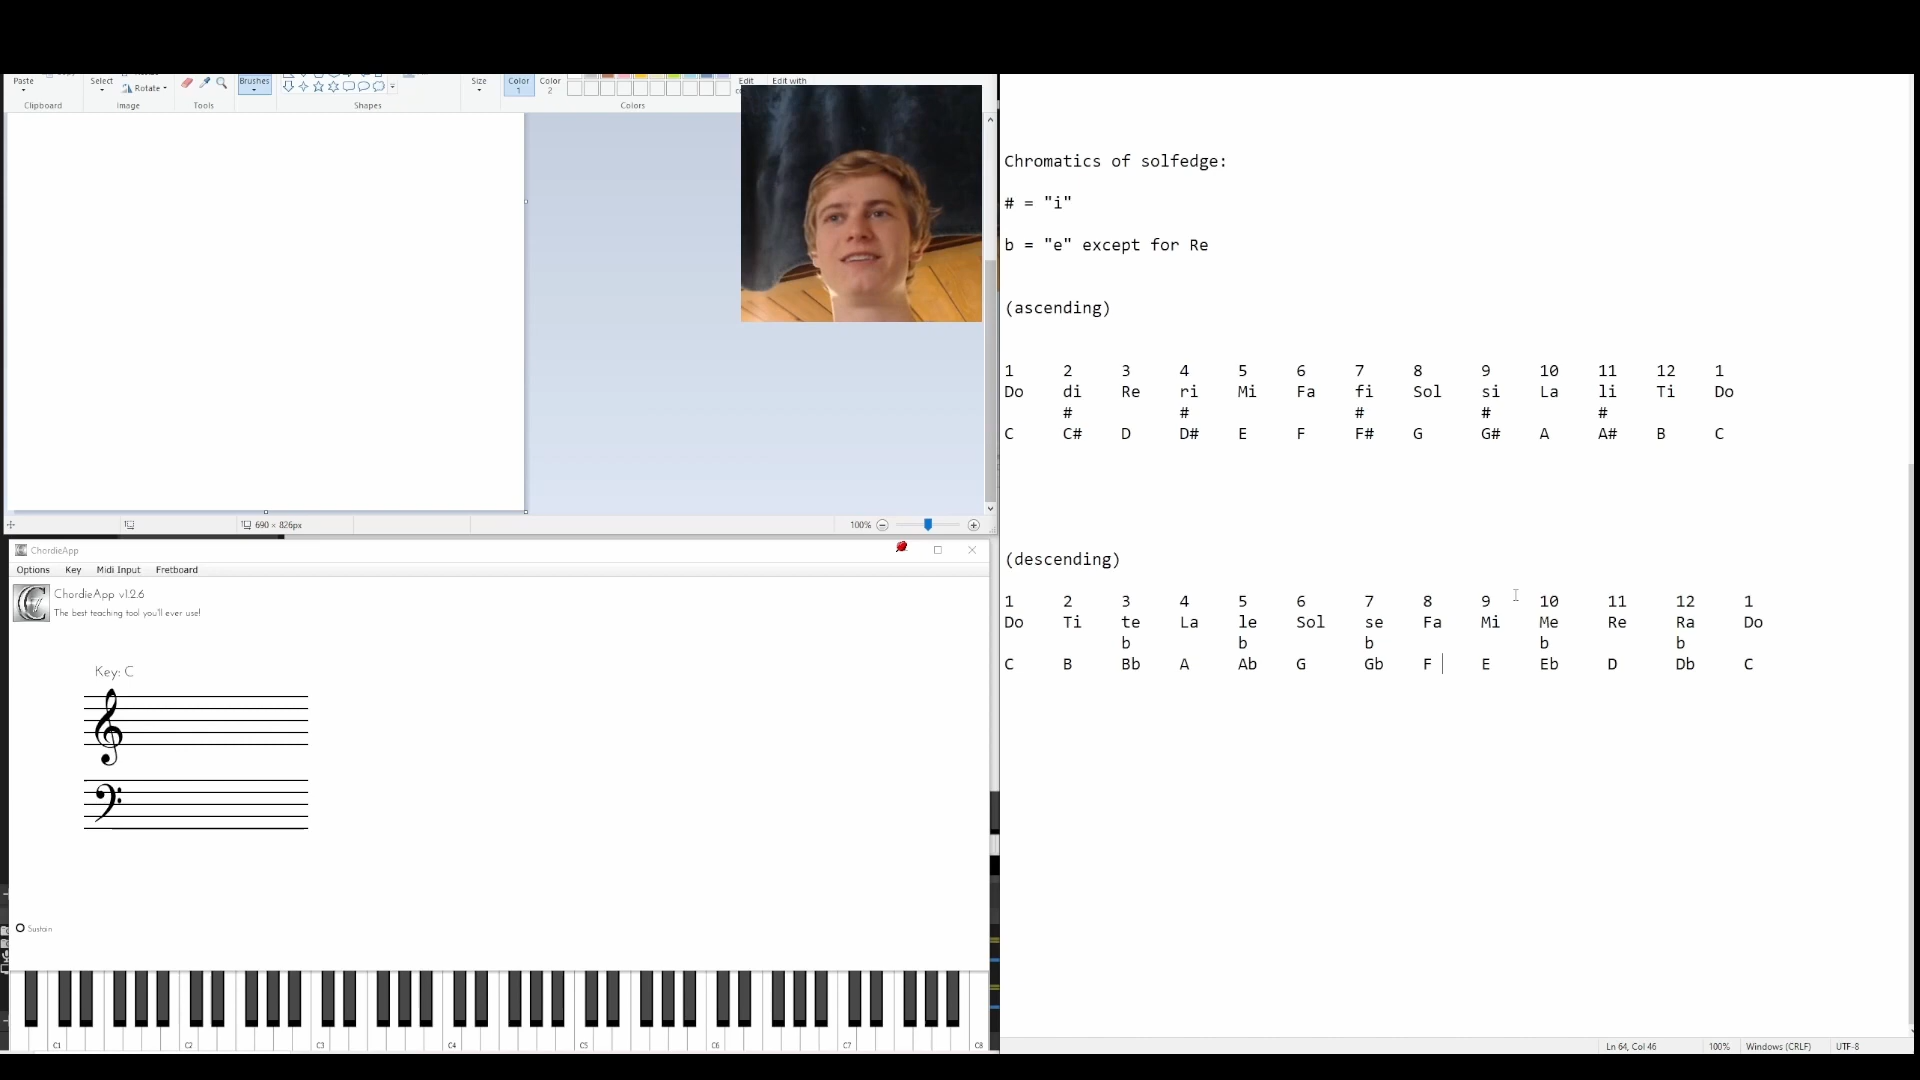 Paste
Select
Rotate
Brushes
Size
Color 1
Color 2
Edit
Edit with
Clipboard
Image
Tools
Shapes
Colors
690 × 826px
100%
ChordieApp
Options Key Midi Input Fretboard
ChordieApp v1.2.6
The best teaching tool you'll ever use!
Key: C
Sustain
C1 C2 C3 C4 C5 C6 C7 C8
Chromatics of solfedge:
# = "i"
b = "e" except for Re
(ascending)
1 2 3 4 5 6 7 8 9 10 11 12 1
Do di Re ri Mi Fa fi Sol si La li Ti Do
# # # # #
C C# D D# E F F# G G# A A# B C
(descending)
1 2 3 4 5 6 7 8 9 10 11 12 1
Do Ti te La le Sol se Fa Mi Me Re Ra Do
b b b b b
C B Bb A Ab G Gb F E Eb D Db C
Ln 64, Col 46 100% Windows (CRLF) UTF-8